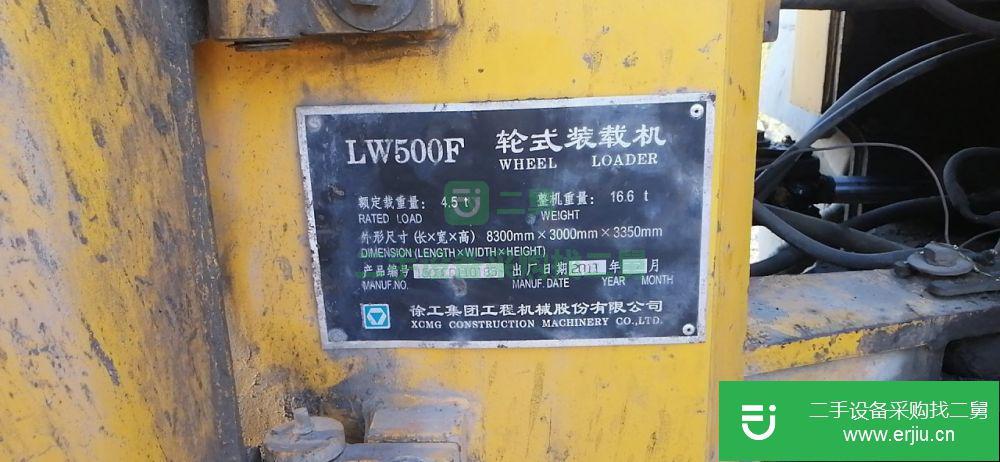 LW500F 轮式装载机
WHEEL LOADER
额定载重量: 4.5 t 整机重量: 16.6 t
RATED LOAD WEIGHT
外形尺寸 (长×宽×高) 8300mm×3000mm×3350mm
DIMENSION (LENGTH×WIDTH×HEIGHT)
产品编号 出厂日期 2011 年 月
MANUF.NO. MANUF. DATE YEAR MONTH
徐工集团工程机械股份有限公司
XCMG CONSTRUCTION MACHINERY CO.,LTD.
二舅
二手设备采购找二舅
www.erjiu.cn